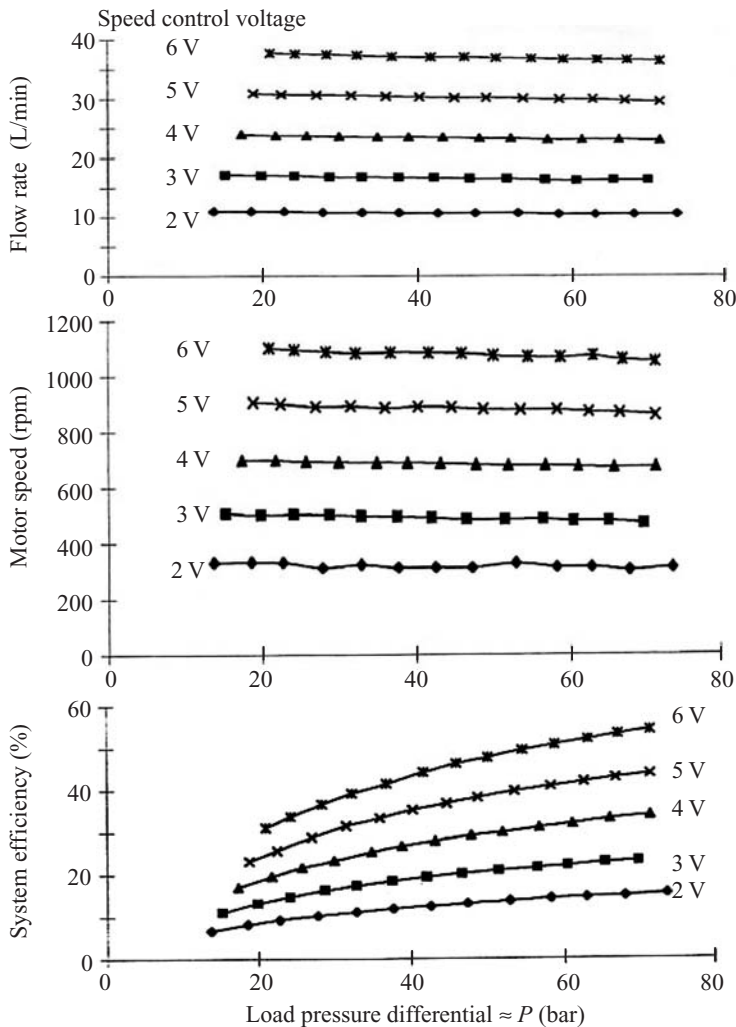 Speed control voltage
Flow rate (L/min)
40
30
20
10
0
6 V
5 V
4 V
3 V
2 V
0
20
40
60
80
Motor speed (rpm)
1200
1000
800
600
400
200
0
6 V
5 V
4 V
3 V
2 V
0
20
40
60
80
System efficiency (%)
60
40
20
0
6 V
5 V
4 V
3 V
2 V
0
20
40
60
80
Load pressure differential ≈ P (bar)